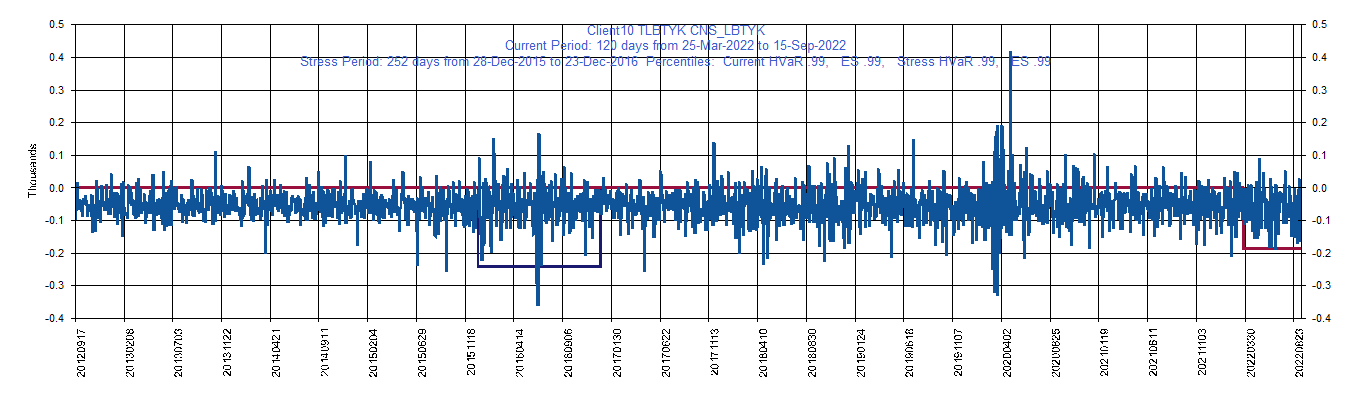 Client10 TLBTYK CNS_LBTYK
Current Period: 120 days from 25-Mar-2022 to 15-Sep-2022
Stress Period: 252 days from 28-Dec-2015 to 23-Dec-2016 Percentiles: Current HVaR .99, ES .99, Stress HVaR .99, ES .99
0.5 0.5
0.4 0.4
0.3 0.3
0.2 0.2
0.1 0.1
0.0 0.0
-0.1 -0.1
-0.2 -0.2
-0.3 -0.3
-0.4 -0.4
Thousands
20120917 20130208 20130703 20131122 20140421 20140911 20150204 20150629 20151118 20160414 20160906 20170130 20170622 20171113 20180410 20180830 20190124 20190618 20191107 20200402 20200825 20210119 20210611 20211103 20220330 20220823